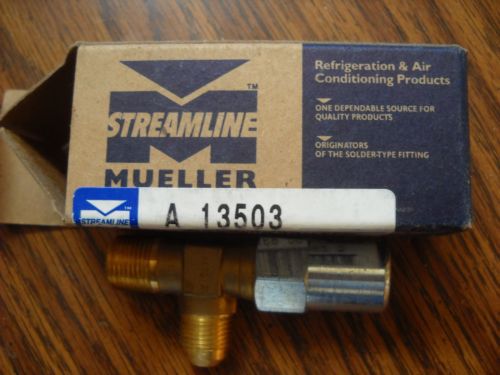 Refrigeration & Air
Conditioning Products
ONE DEPENDABLE SOURCE FOR
QUALITY PRODUCTS
ORIGINATORS
OF THE SOLDER-TYPE FITTING
TM
STREAMLINE
MUELLER
STREAMLINE
A 13503